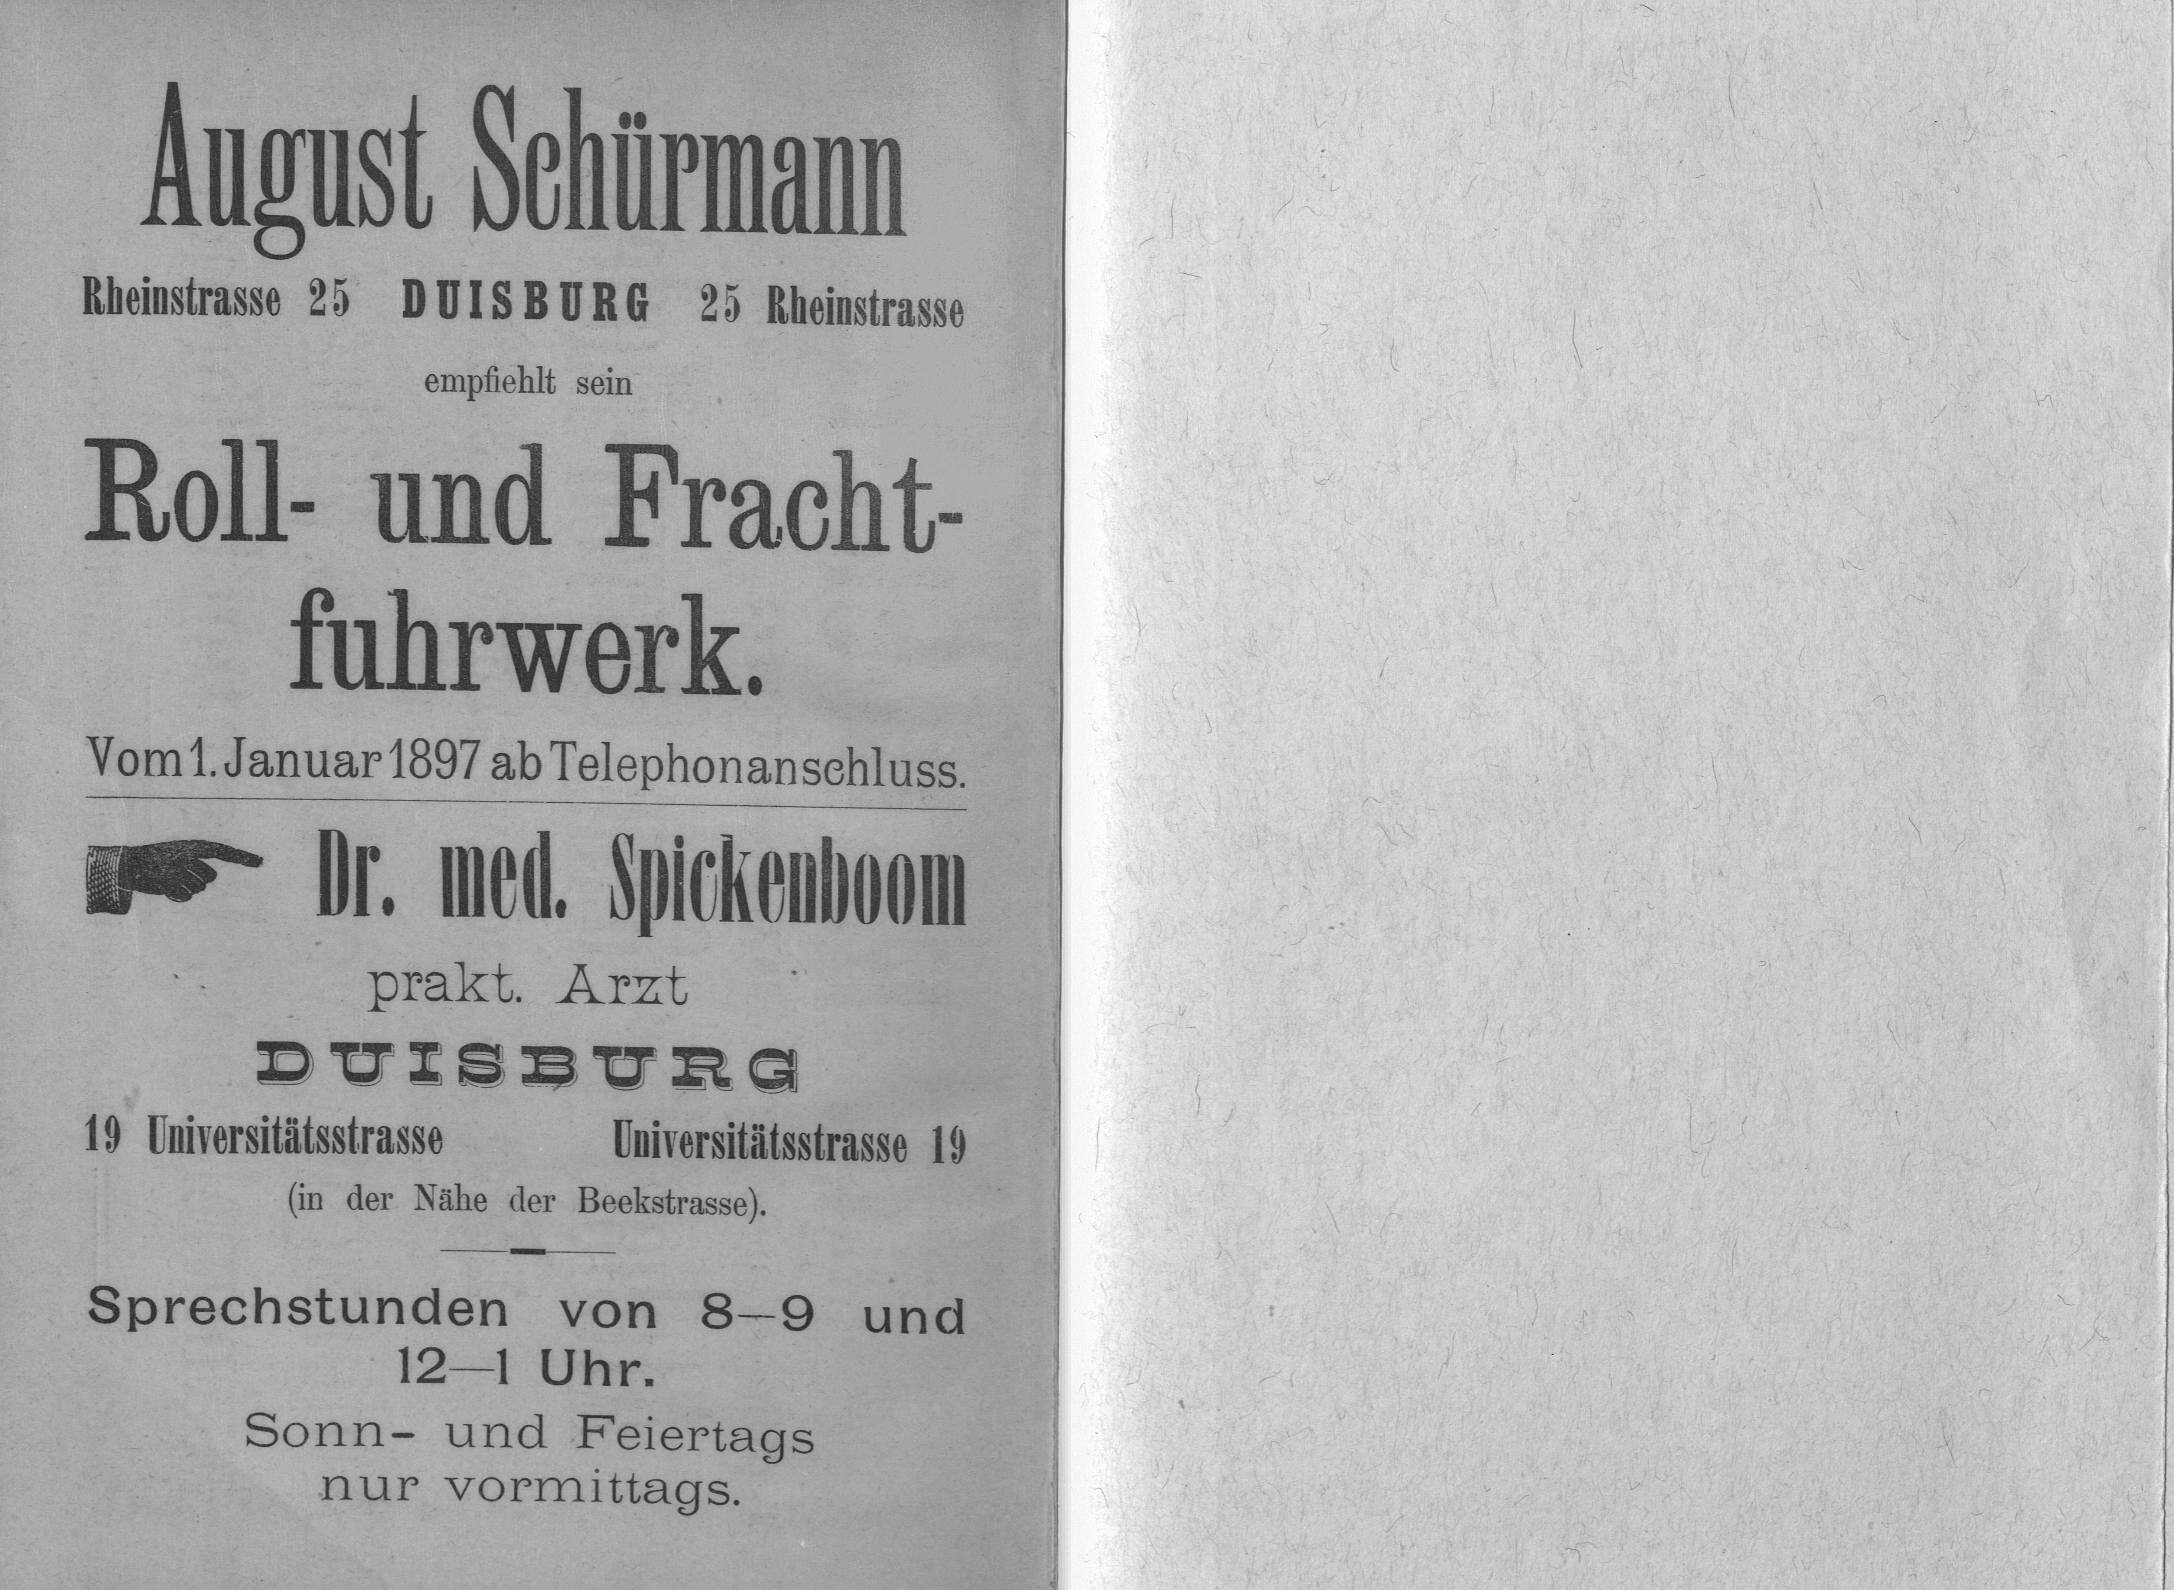 August Schürmann
Rheinstrasse 25 DUISBURG 25 Rheinstrasse
empfiehlt sein
Roll- und Fracht-
fuhrwerk.
Vom 1. Januar 1897 ab Telephonanschluss.
Dr. med. Spickenboom
prakt. Arzt
DUISBURG
19 Universitätsstrasse Universitätsstrasse 19
(in der Nähe der Beekstrasse).
Sprechstunden von 8—9 und
12—1 Uhr.
Sonn- und Feiertags
nur vormittags.